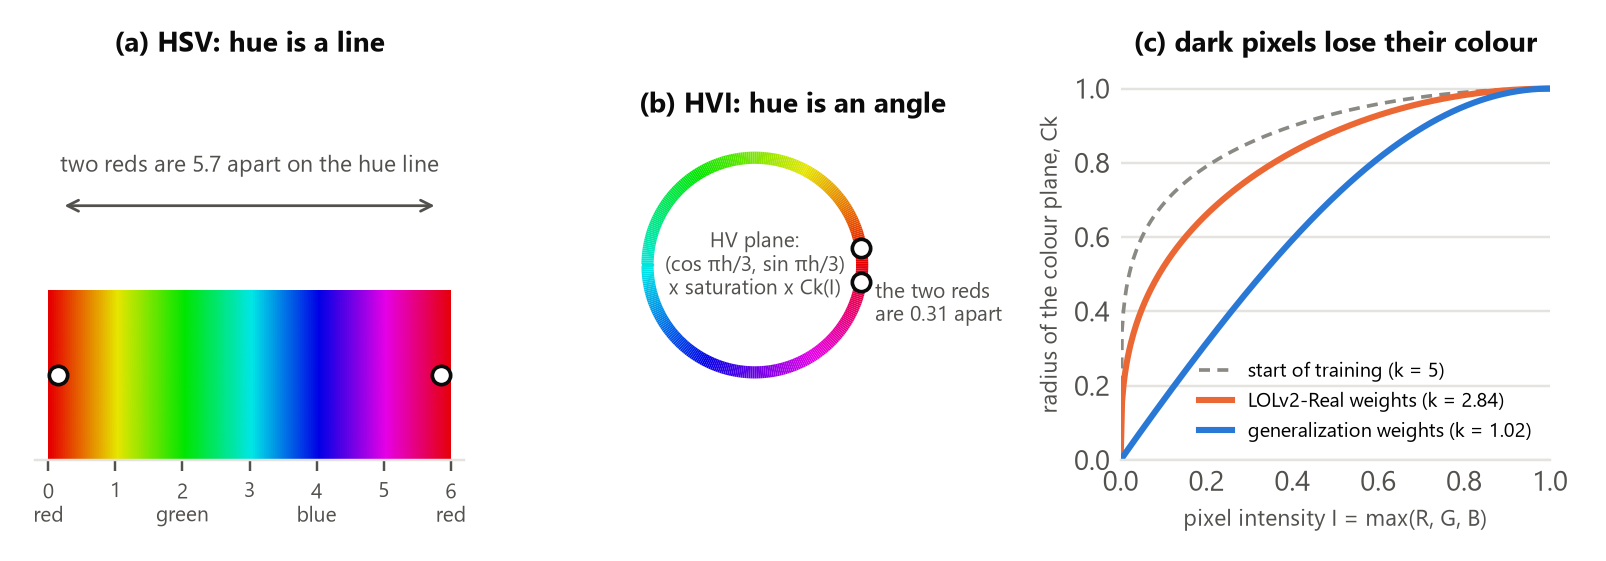 (a) HSV: hue is a line
two reds are 5.7 apart on the hue line
0 1 2 3 4 5 6
red green blue red
(b) HVI: hue is an angle
HV plane:
(cos πh/3, sin πh/3)
x saturation x Ck(I)
the two reds
are 0.31 apart
(c) dark pixels lose their colour
radius of the colour plane, Ck
1.0
0.8
0.6
0.4
0.2
0.0
start of training (k = 5)
LOLv2-Real weights (k = 2.84)
generalization weights (k = 1.02)
0.0 0.2 0.4 0.6 0.8 1.0
pixel intensity I = max(R, G, B)